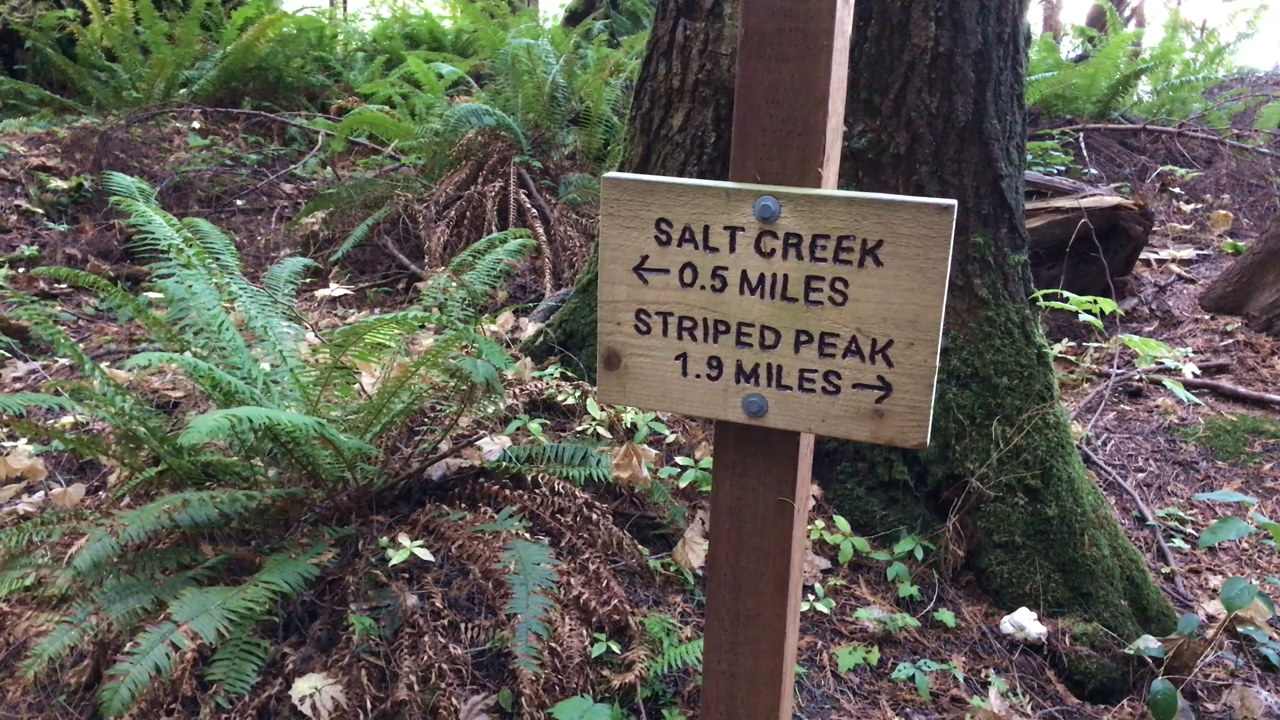 SALT CREEK
← 0.5 MILES
STRIPED PEAK
1.9 MILES →